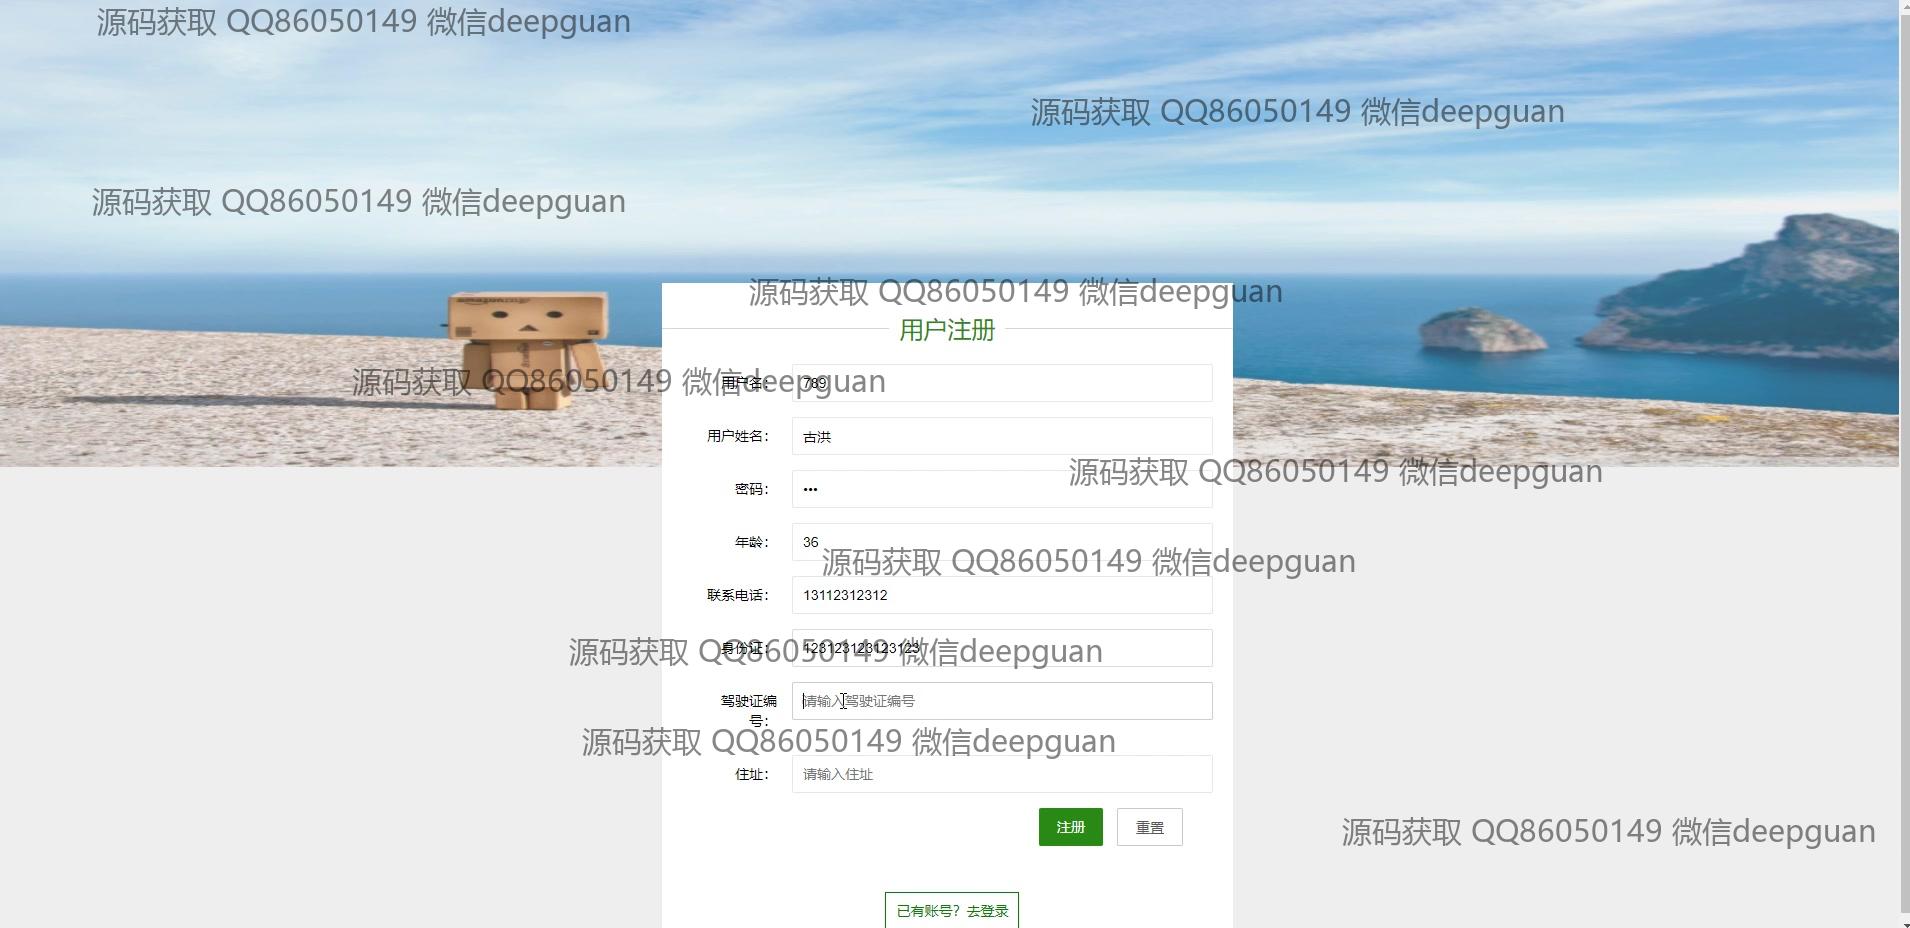 源码获取 QQ86050149 微信deepguan
源码获取 QQ86050149 微信deepguan
源码获取 QQ86050149 微信deepguan
源码获取 QQ86050149 微信deepguan
用户注册
源码获取 QQ86050149 微信deepguan
用户名： 789
用户姓名： 古洪
源码获取 QQ86050149 微信deepguan
密码： •••
年龄： 36
源码获取 QQ86050149 微信deepguan
联系电话： 13112312312
源码获取 QQ86050149 微信deepguan
身份证： 123123123123123
驾驶证编 请输入驾驶证编号
号：
源码获取 QQ86050149 微信deepguan
住址： 请输入住址
注册 重置
源码获取 QQ86050149 微信deepguan
已有账号？去登录